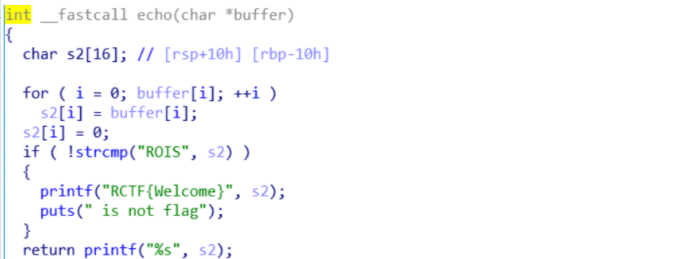 int __fastcall echo(char *buffer)
{
  char s2[16]; // [rsp+10h] [rbp-10h]

  for ( i = 0; buffer[i]; ++i )
    s2[i] = buffer[i];
  s2[i] = 0;
  if ( !strcmp("ROIS", s2) )
  {
    printf("RCTF{Welcome}", s2);
    puts(" is not flag");
  }
  return printf("%s", s2);